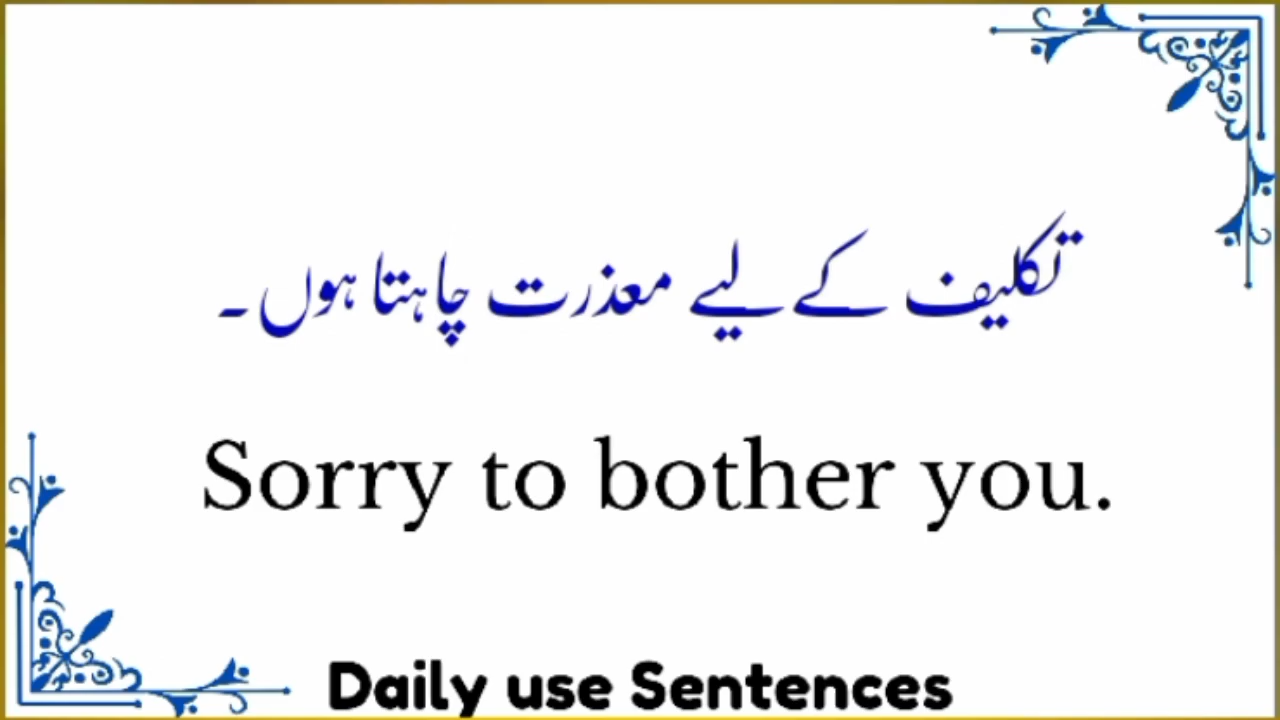 تکلیف کے لیے معذرت چاہتا ہوں۔
Sorry to bother you.
Daily use Sentences